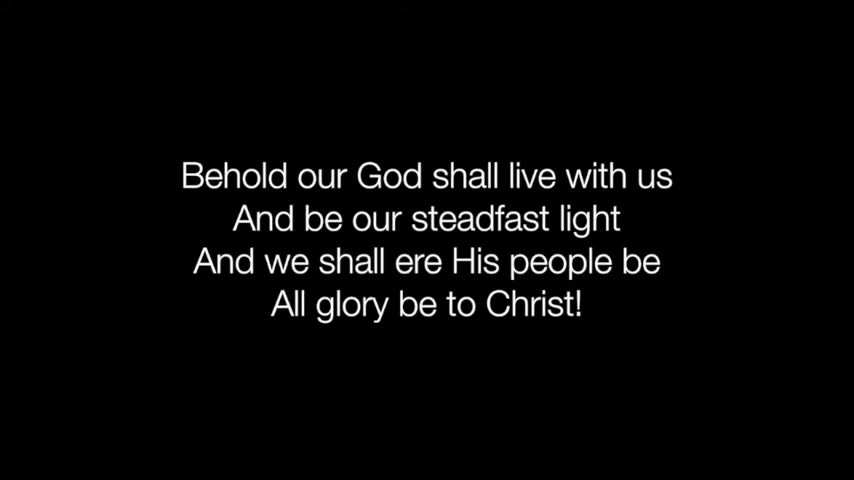 Behold our God shall live with us
And be our steadfast light
And we shall ere His people be
All glory be to Christ!